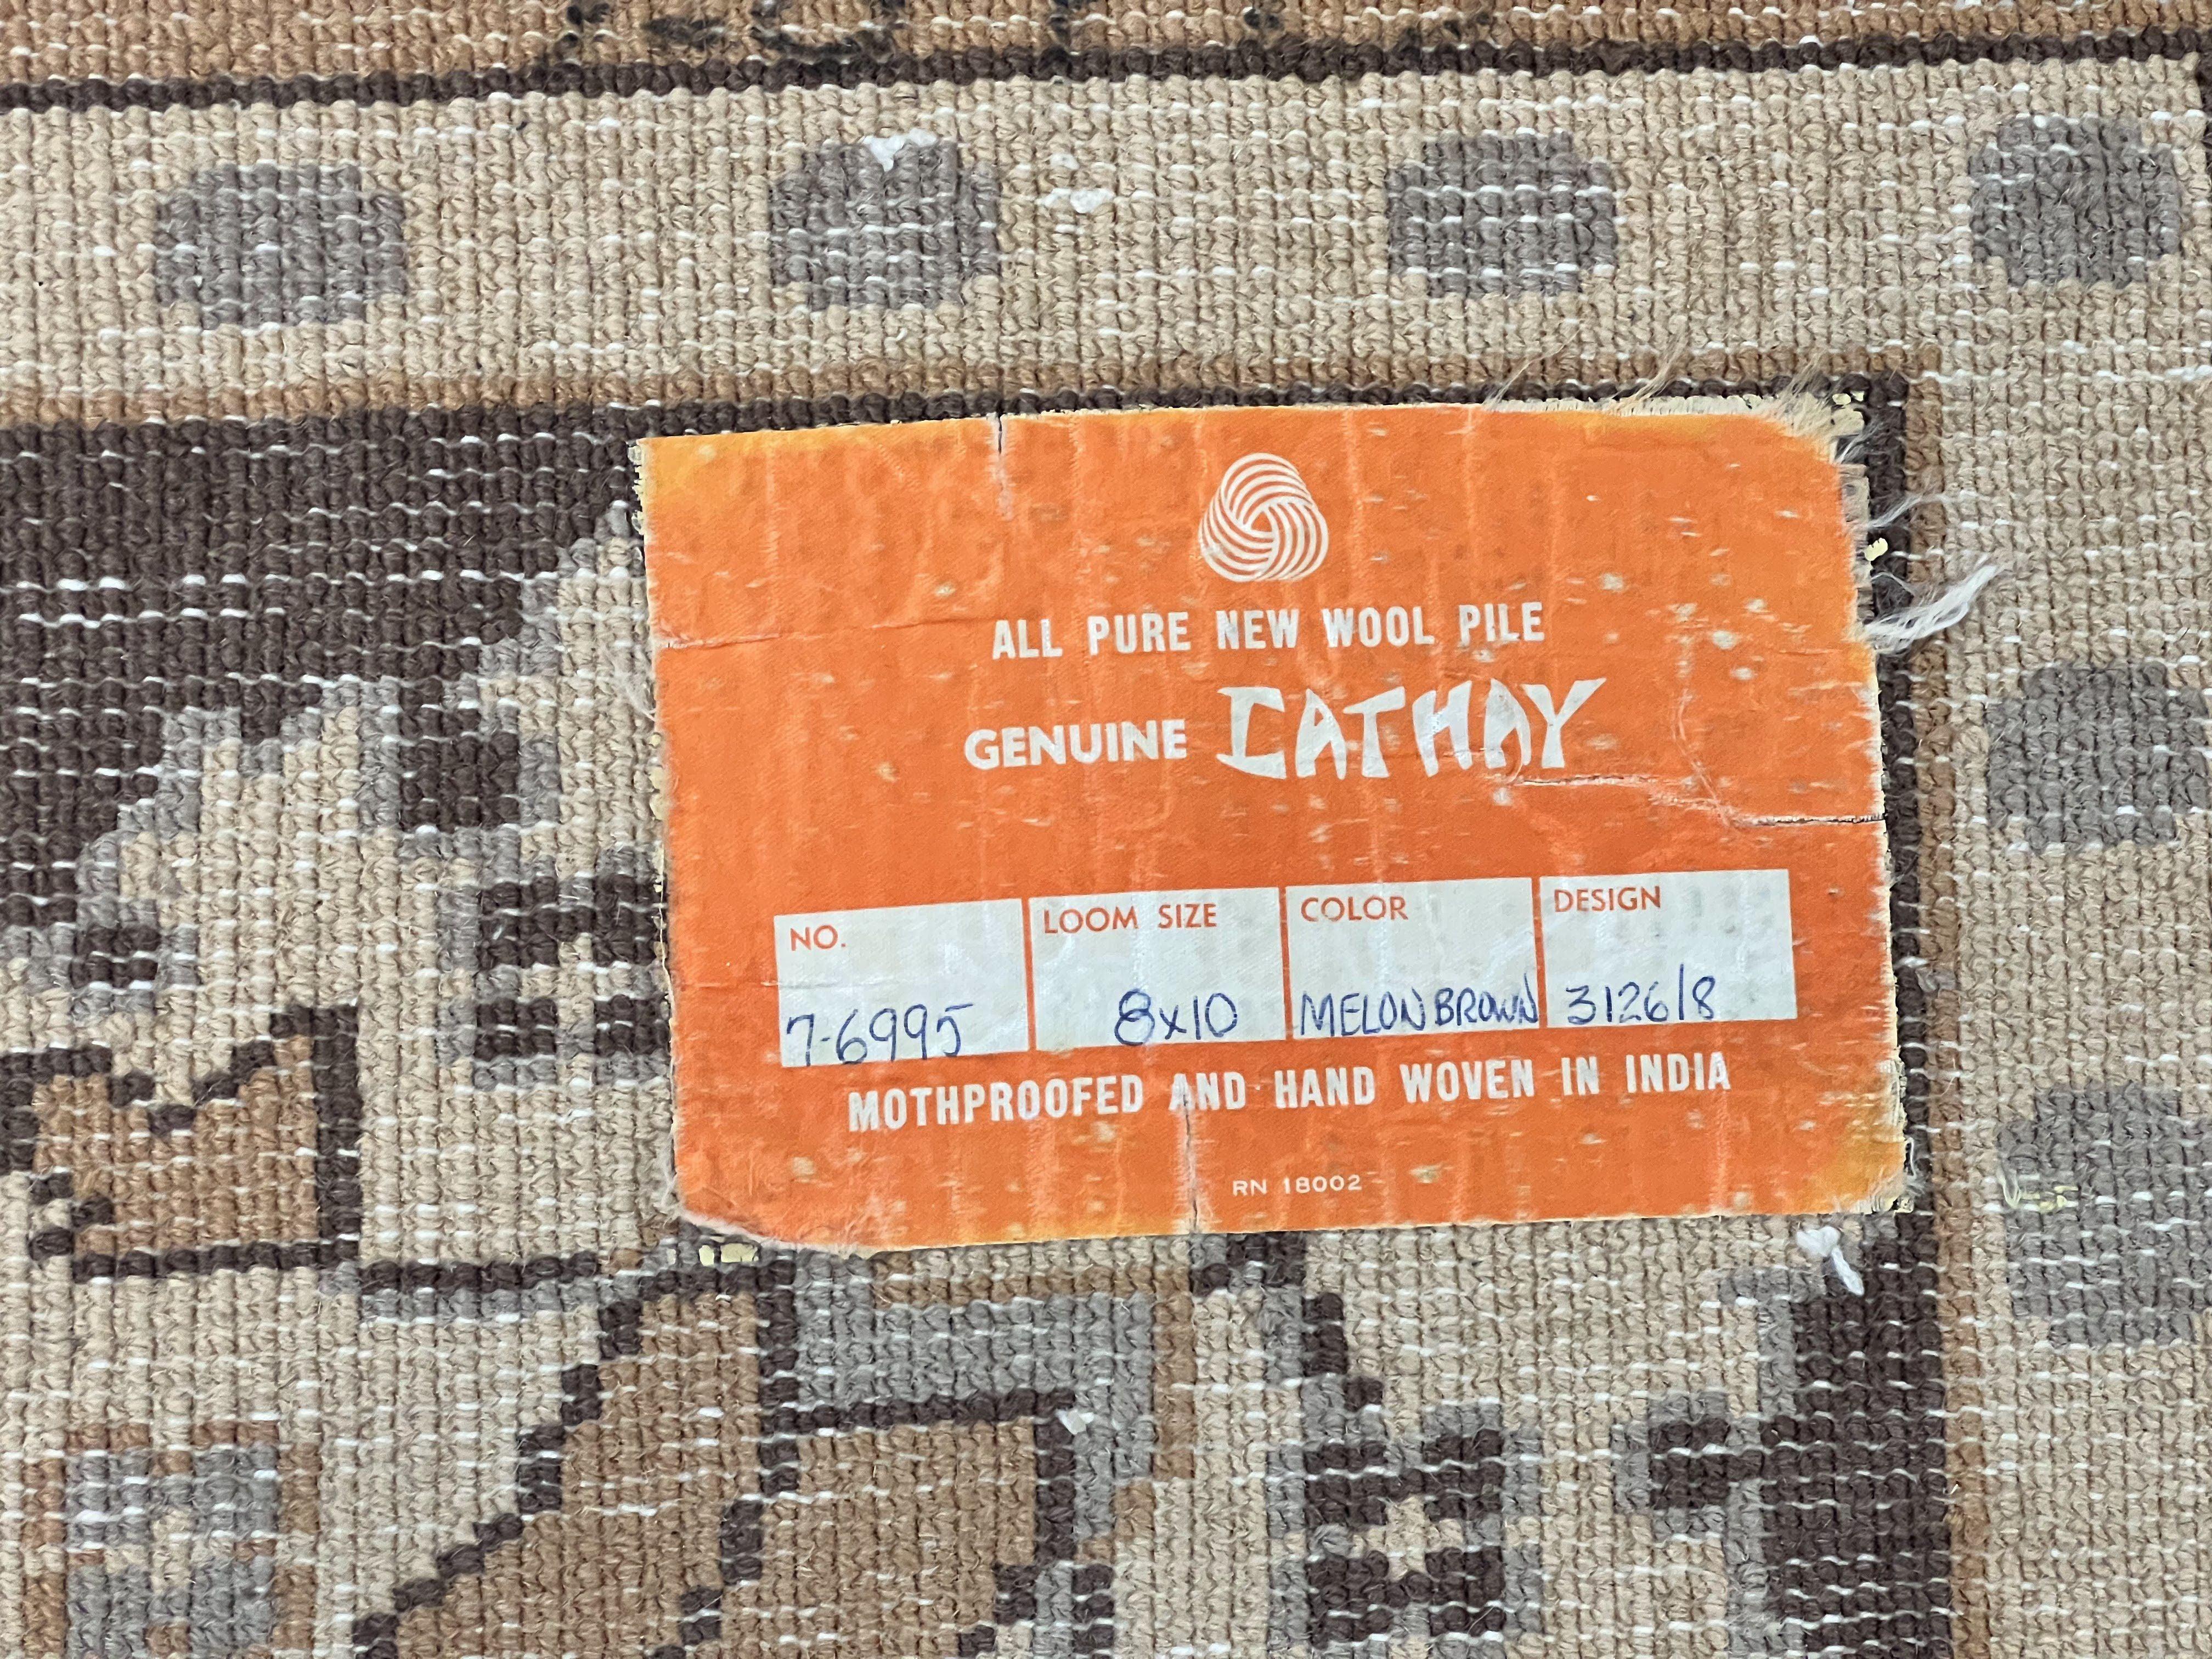 ALL PURE NEW WOOL PILE
GENUINE CATHAY
NO. LOOM SIZE COLOR DESIGN
7-6995 8x10 MELON BROWN 3126/8
MOTHPROOFED AND HAND WOVEN IN INDIA
RN 18002